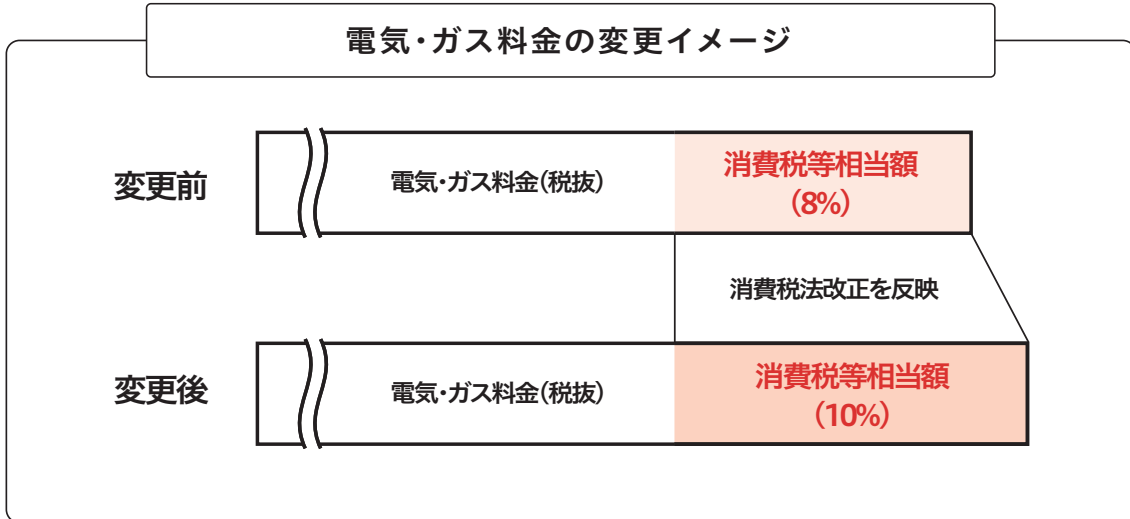 電気・ガス料金の変更イメージ
変更前
電気・ガス料金（税抜）
消費税等相当額
（8%）
消費税法改正を反映
変更後
電気・ガス料金（税抜）
消費税等相当額
（10%）